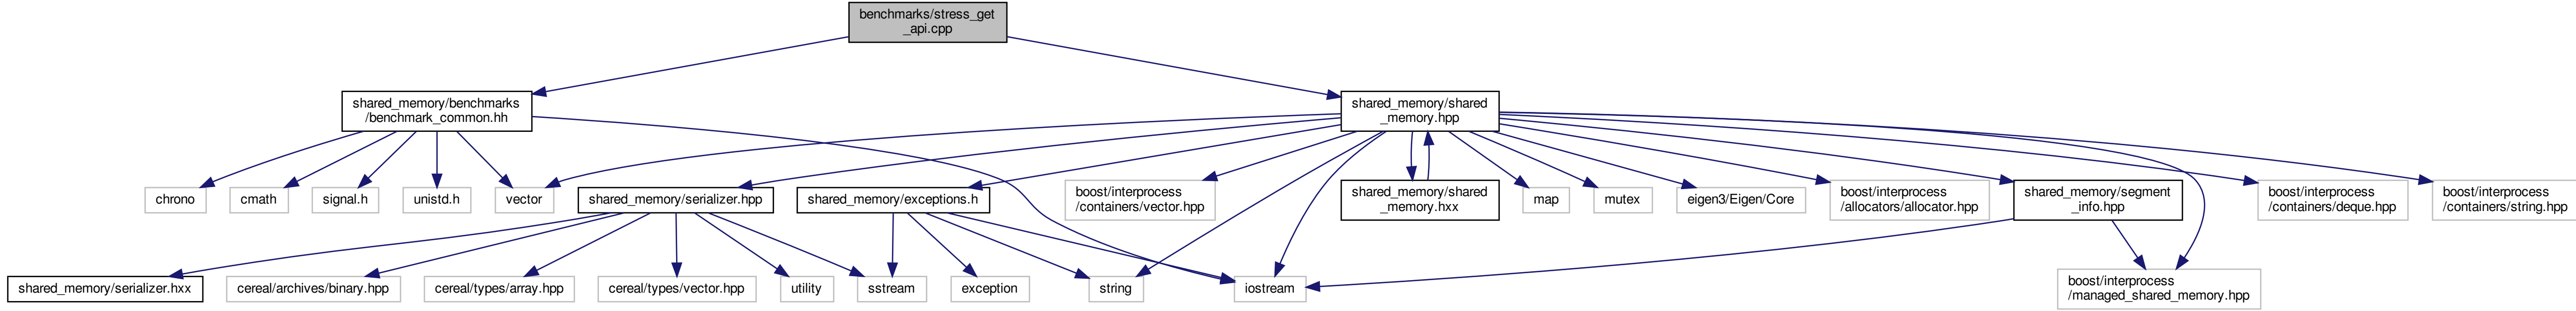 benchmarks/stress_get
_api.cpp
shared_memory/benchmarks
/benchmark_common.hh
shared_memory/shared
_memory.hpp
chrono
cmath
signal.h
unistd.h
vector
shared_memory/serializer.hpp
shared_memory/exceptions.h
boost/interprocess
/containers/vector.hpp
shared_memory/shared
_memory.hxx
map
mutex
eigen3/Eigen/Core
boost/interprocess
/allocators/allocator.hpp
shared_memory/segment
_info.hpp
boost/interprocess
/containers/deque.hpp
boost/interprocess
/containers/string.hpp
shared_memory/serializer.hxx
cereal/archives/binary.hpp
cereal/types/array.hpp
cereal/types/vector.hpp
utility
sstream
exception
string
iostream
boost/interprocess
/managed_shared_memory.hpp